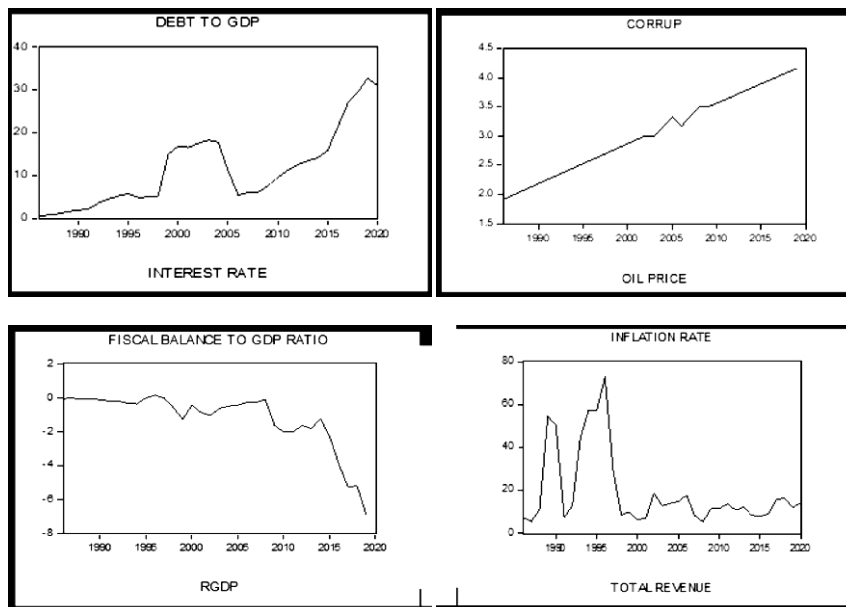 DEBT TO GDP
40
30
20
10
0
1990 1995 2000 2005 2010 2015 2020
INTEREST RATE
CORRUP
4.5
4.0
3.5
3.0
2.5
2.0
1.5
1990 1995 2000 2005 2010 2015 2020
OIL PRICE
FISCAL BALANCE TO GDP RATIO
2
0
-2
-4
-6
-8
1990 1995 2000 2005 2010 2015 2020
RGDP
INFLATION RATE
80
60
40
20
0
1990 1995 2000 2005 2010 2015 2020
TOTAL REVENUE